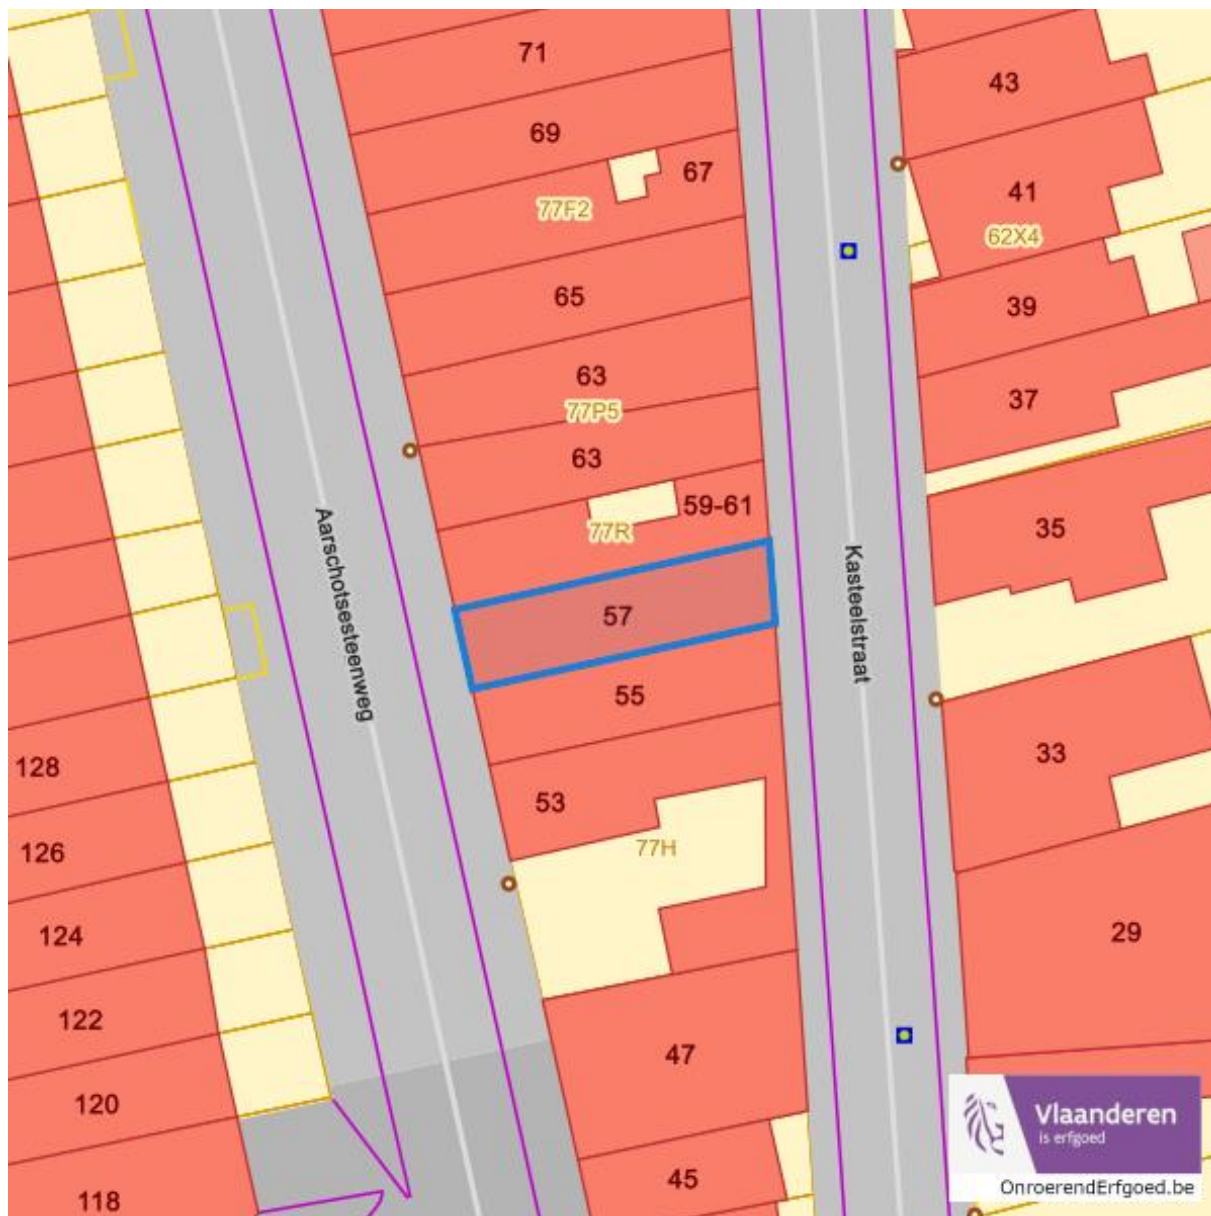 71
43
69
67
77F2
41
62X4
65
39
63
77P5
37
63
59-61
77R
35
Aarschotsesteenweg
57
Kasteelstraat
55
33
128
53
126
77H
124
29
122
47
120
118
45
Vlaanderen
is erfgoed
OnroerendErfgoed.be